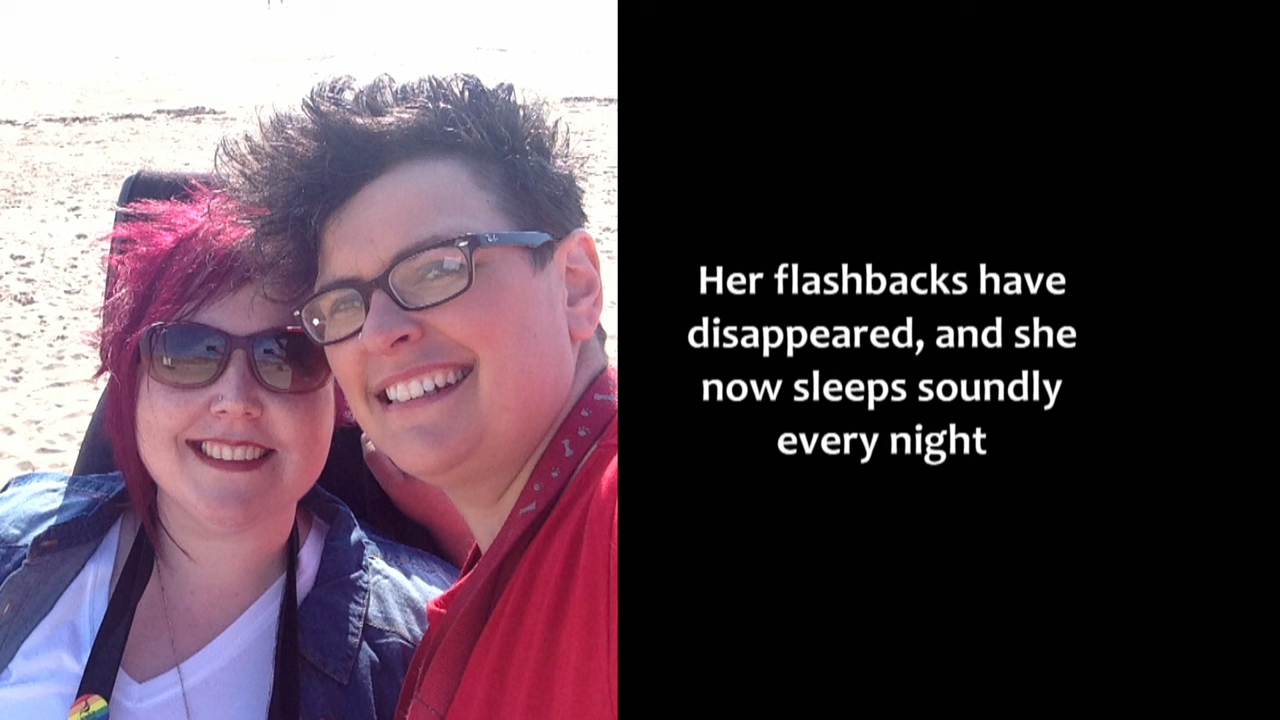 Her flashbacks have
disappeared, and she
now sleeps soundly
every night